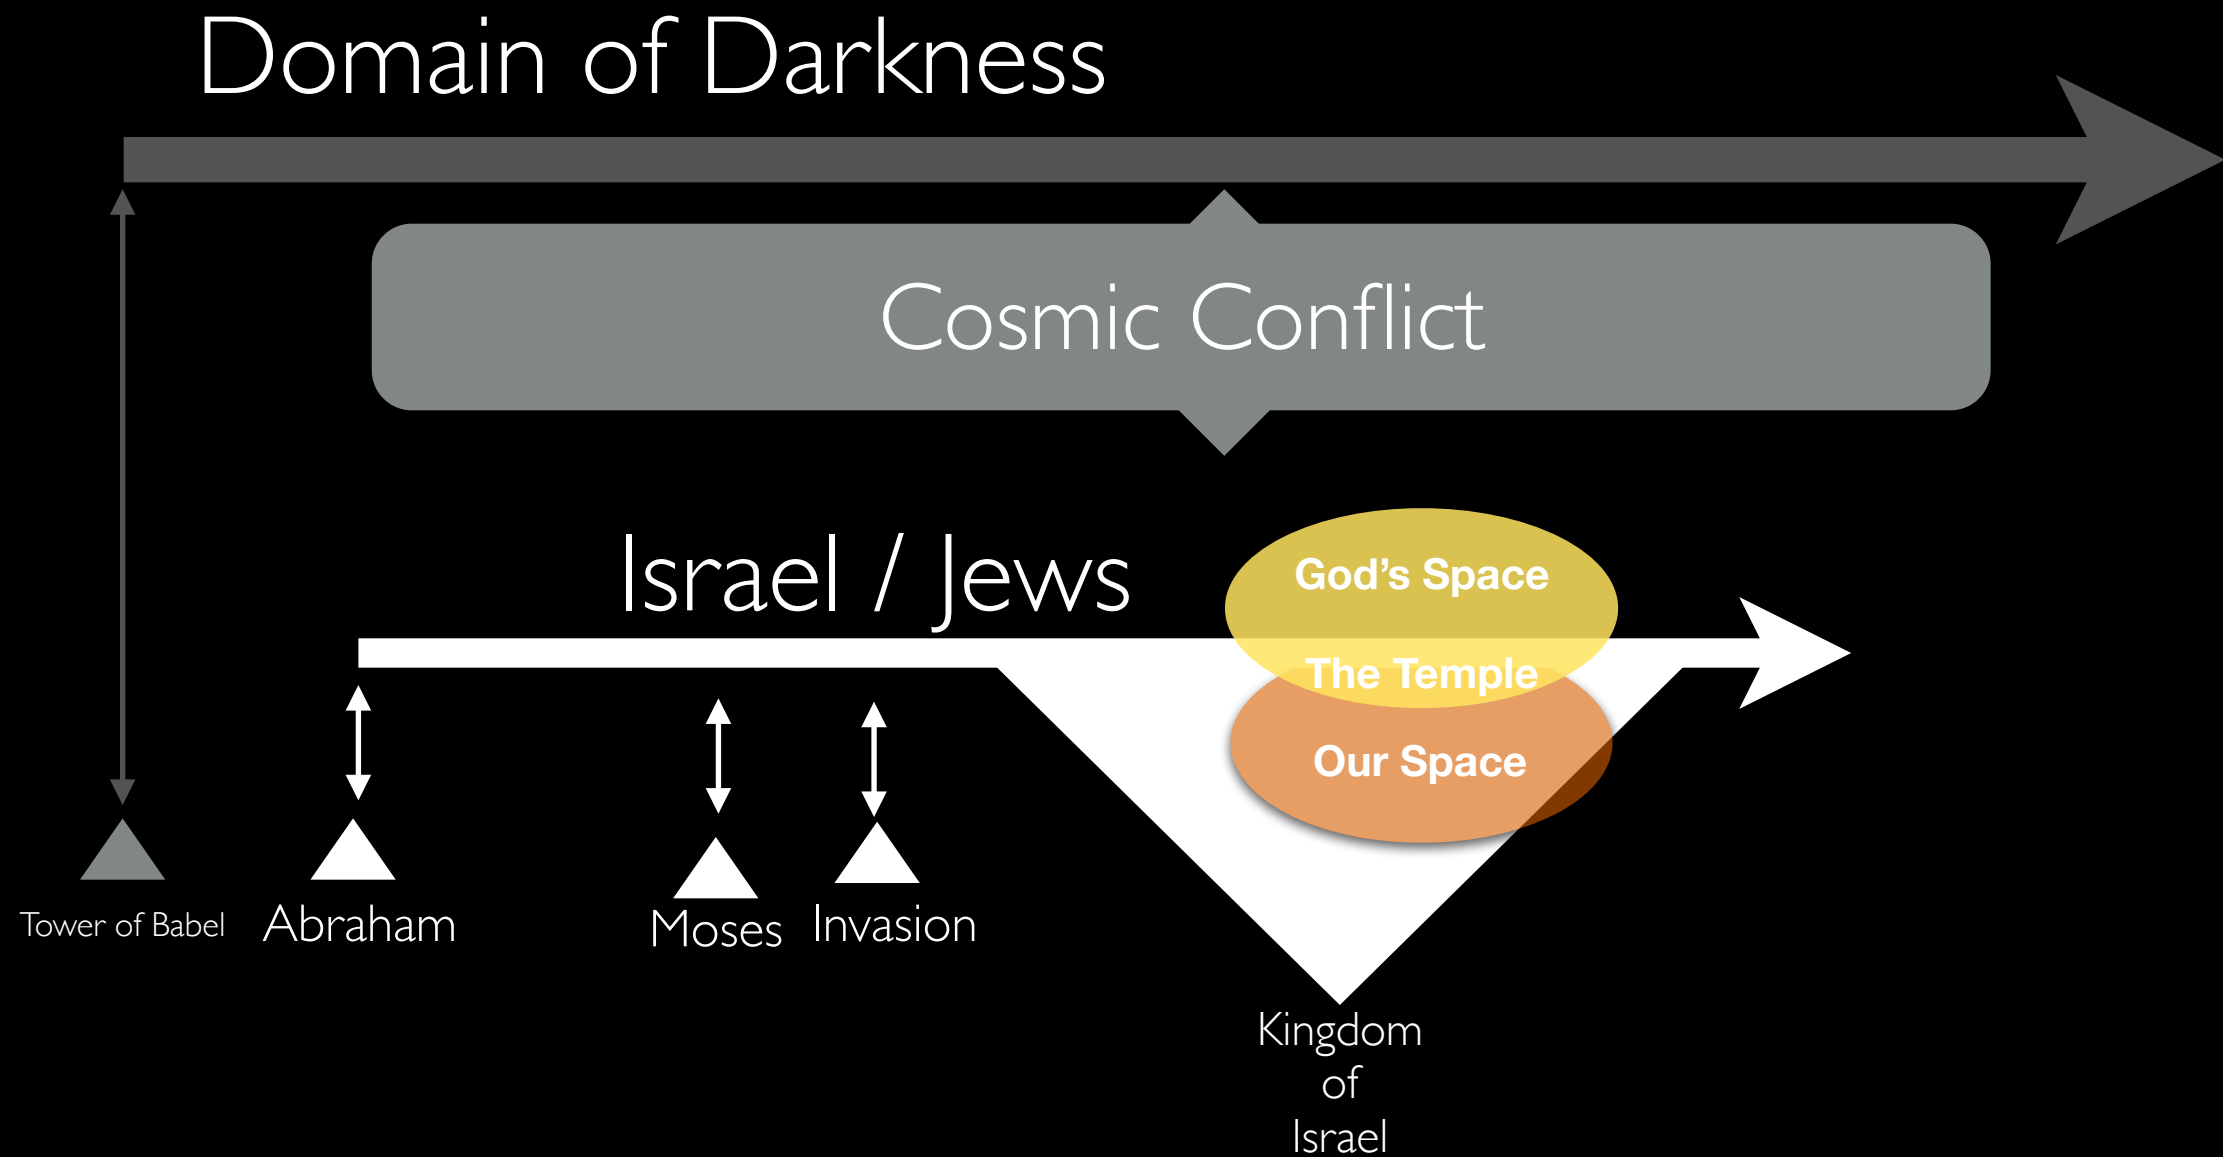 Domain of Darkness
Cosmic Conflict
Israel / Jews
God’s Space
The Temple
Our Space
Tower of Babel
Abraham
Moses
Invasion
Kingdom
of
Israel